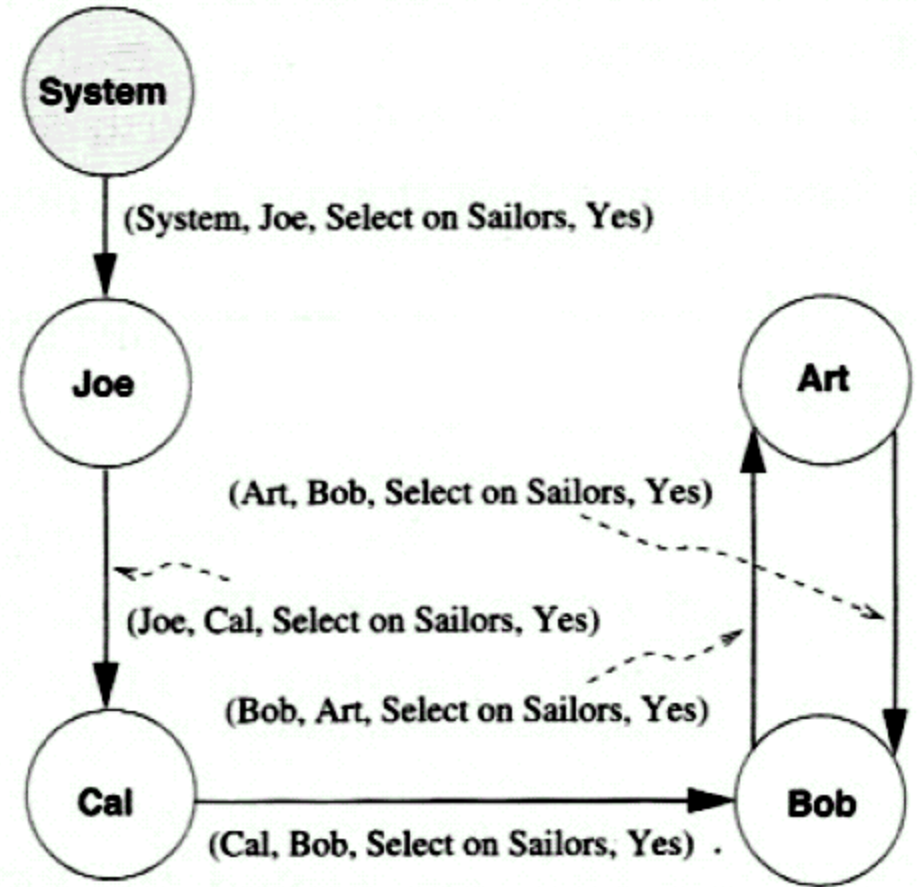 System
(System, Joe, Select on Sailors, Yes)
Joe
Art
(Art, Bob, Select on Sailors, Yes)
(Joe, Cal, Select on Sailors, Yes)
(Bob, Art, Select on Sailors, Yes)
Cal
Bob
(Cal, Bob, Select on Sailors, Yes) .